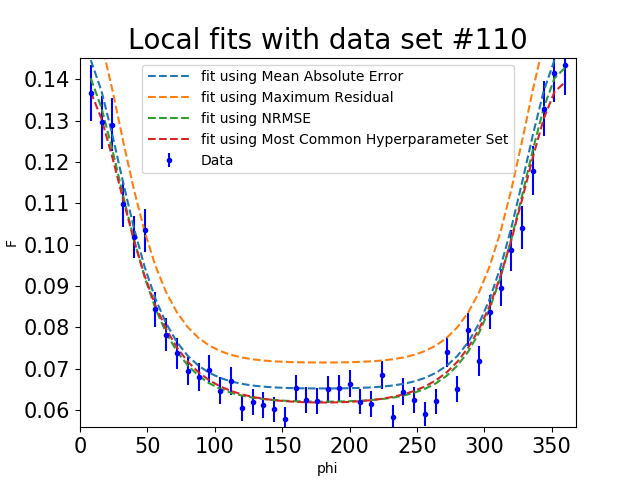 Local fits with data set #110
fit using Mean Absolute Error
fit using Maximum Residual
fit using NRMSE
fit using Most Common Hyperparameter Set
Data
0.14
0.13
0.12
0.11
0.10
0.09
0.08
0.07
0.06
F
0 50 100 150 200 250 300 350
phi